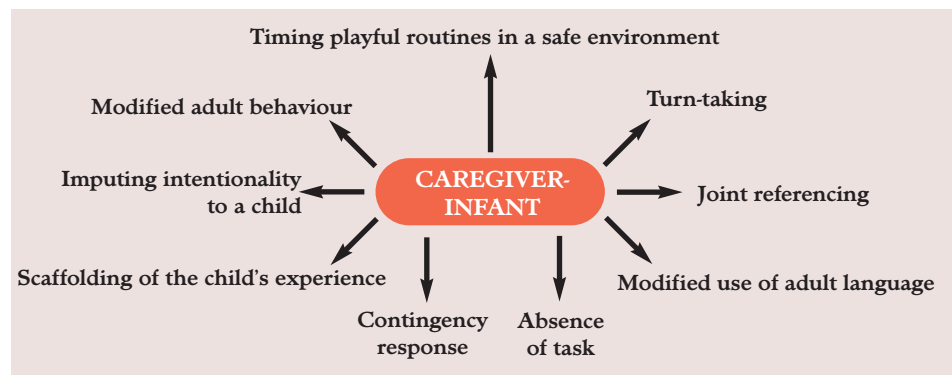 Timing playful routines in a safe environment
Modified adult behaviour
Turn-taking
Imputing intentionality
to a child
CAREGIVER-
INFANT
Joint referencing
Scaffolding of the child’s experience
Modified use of adult language
Contingency
response
Absence
of task